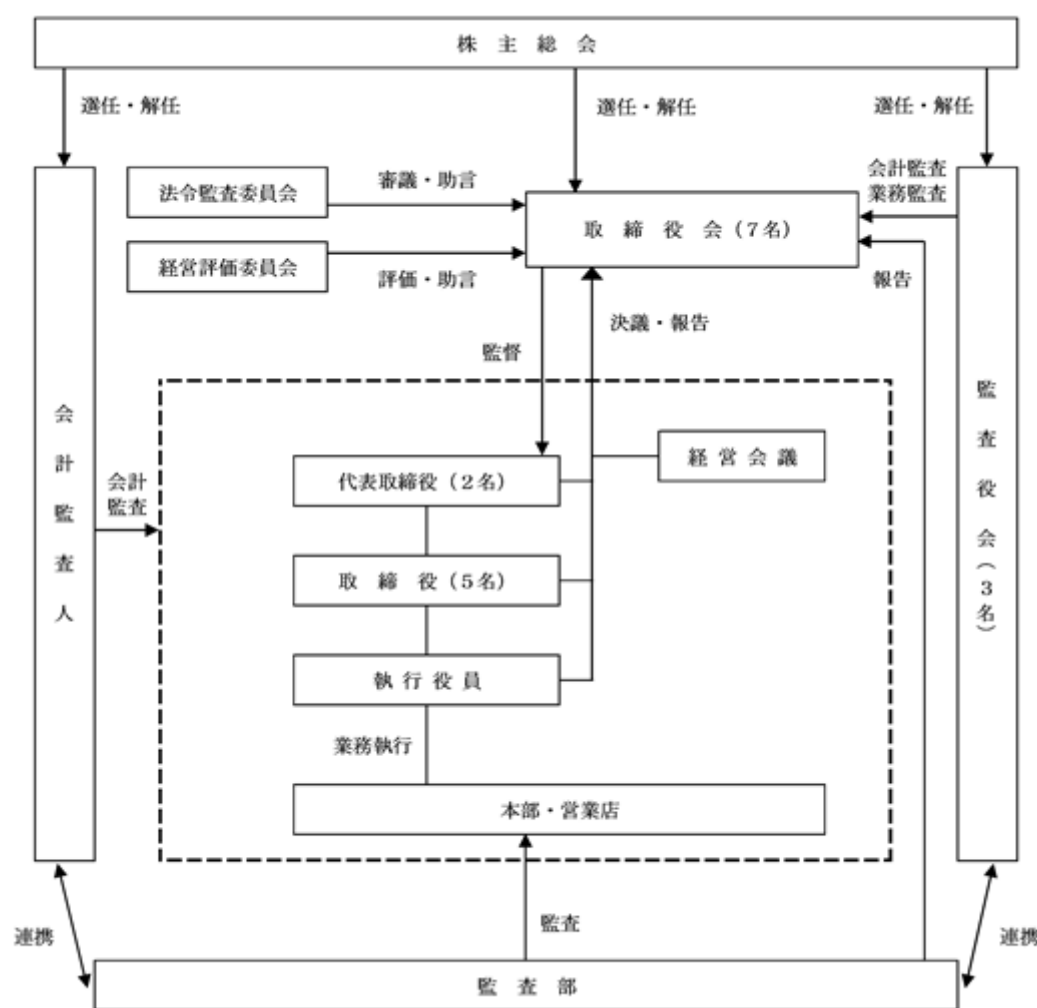 株主総会
選任・解任
選任・解任
選任・解任
法令監査委員会
審議・助言
会計監査
業務監査
取締役会(7名)
経営評価委員会
評価・助言
報告
決議・報告
監督
会計監査人
会計
監査
監査役会(3名)
経営会議
代表取締役(2名)
取締役(5名)
執行役員
業務執行
本部・営業店
連携
監査
連携
監査部